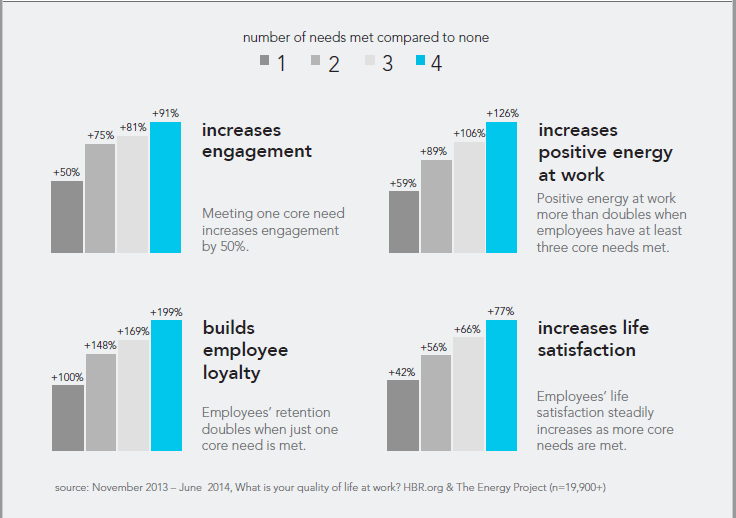 number of needs met compared to none
1 2 3 4
+50% +75% +81% +91%
increases
engagement
Meeting one core need
increases engagement
by 50%.
+59% +89% +106% +126%
increases
positive energy
at work
Positive energy at work
more than doubles when
employees have at least
three core needs met.
+100% +148% +169% +199%
builds
employee
loyalty
Employees' retention
doubles when just one
core need is met.
+42% +56% +66% +77%
increases life
satisfaction
Employees' life
satisfaction steadily
increases as more core
needs are met.
source: November 2013 – June 2014, What is your quality of life at work? HBR.org & The Energy Project (n=19,900+)